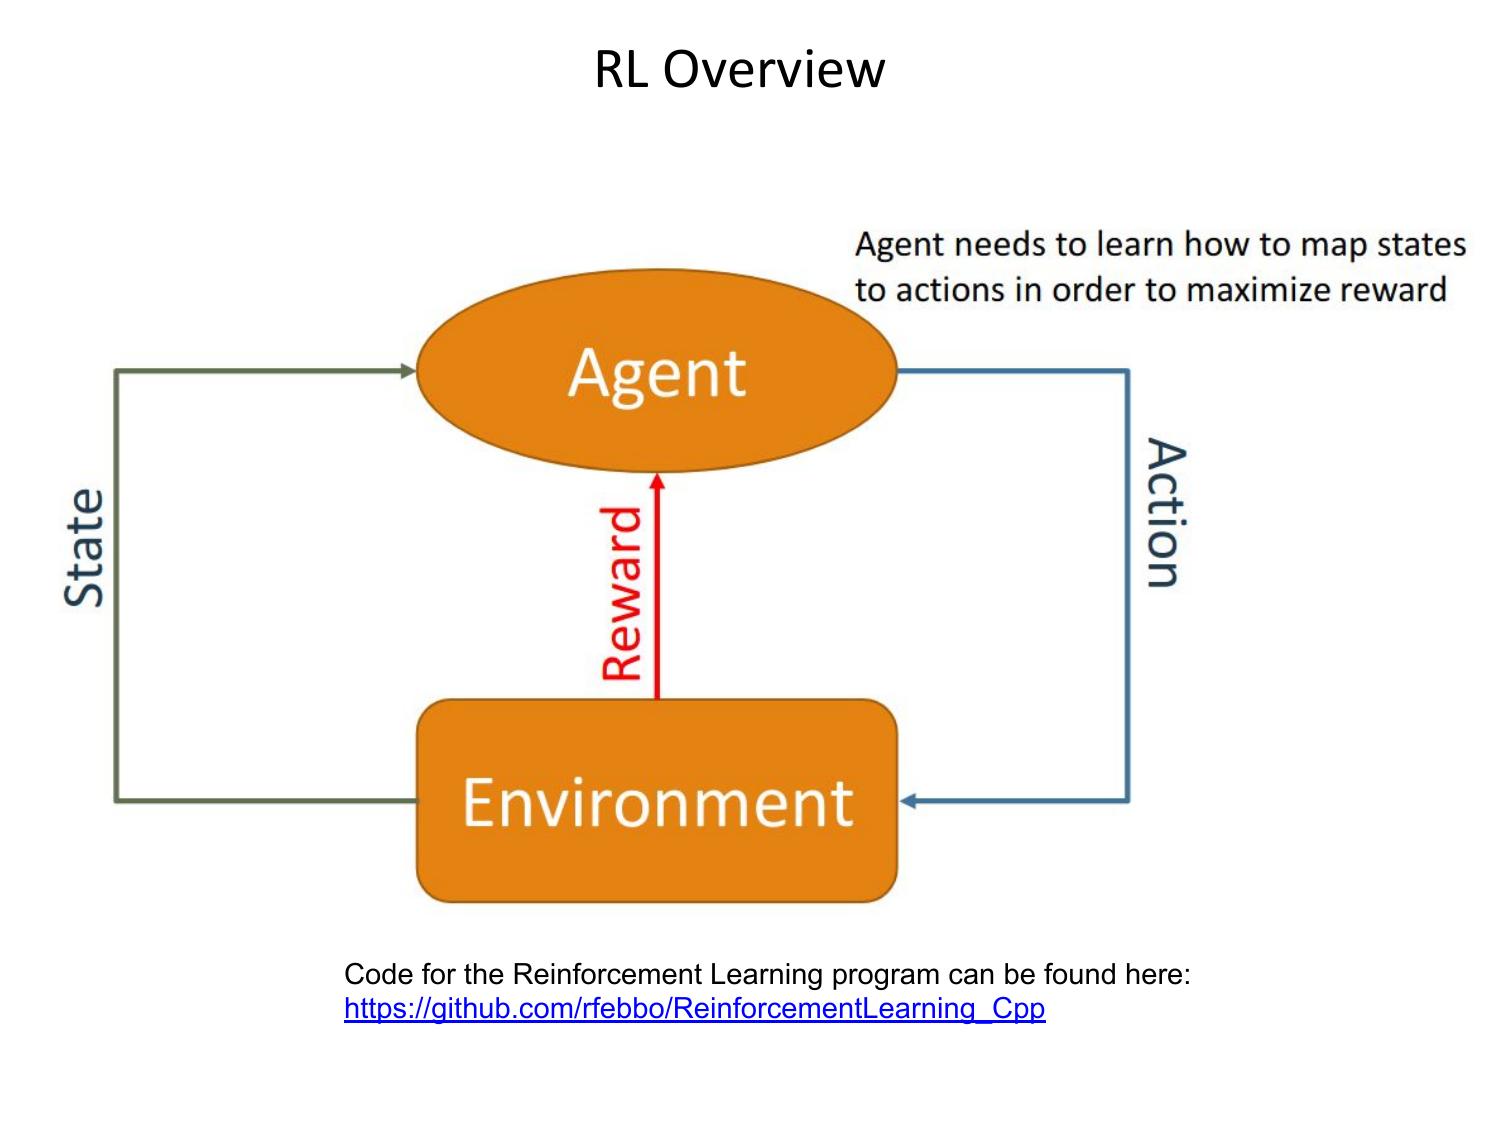 RL Overview
Agent needs to learn how to map states
to actions in order to maximize reward
Agent
State
Reward
Action
Environment
Code for the Reinforcement Learning program can be found here:
https://github.com/rfebbo/ReinforcementLearning_Cpp